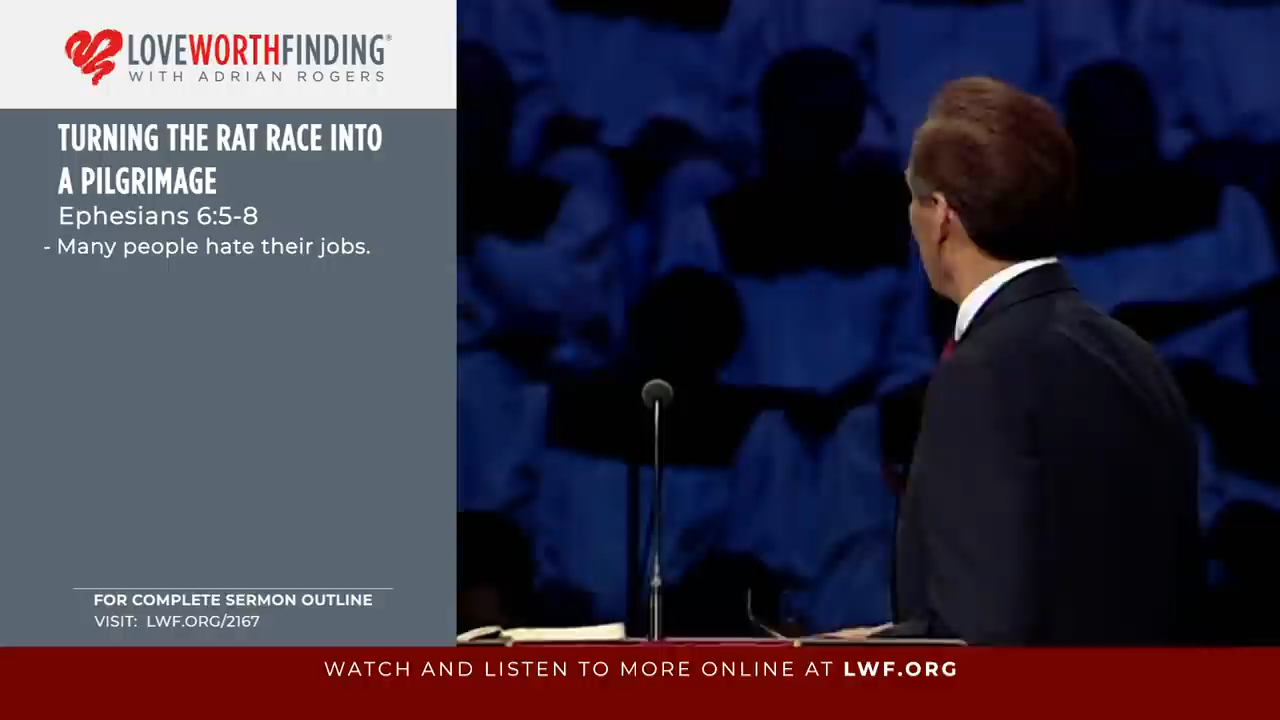 LOVEWORTHFINDING®
WITH ADRIAN ROGERS
TURNING THE RAT RACE INTO
A PILGRIMAGE
Ephesians 6:5-8
- Many people hate their jobs.
FOR COMPLETE SERMON OUTLINE
VISIT: LWF.ORG/2167
WATCH AND LISTEN TO MORE ONLINE AT LWF.ORG